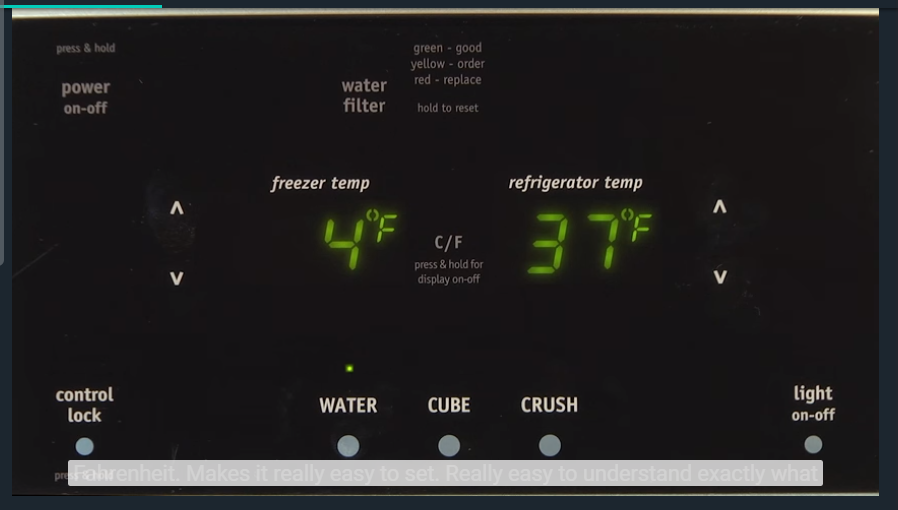 press & hold
power
on-off
water
filter
green - good
yellow - order
red - replace
hold to reset
freezer temp
4°F
C/F
press & hold for
display on-off
refrigerator temp
37°F
control
lock
WATER
CUBE
CRUSH
light
on-off
Fahrenheit. Makes it really easy to set. Really easy to understand exactly what